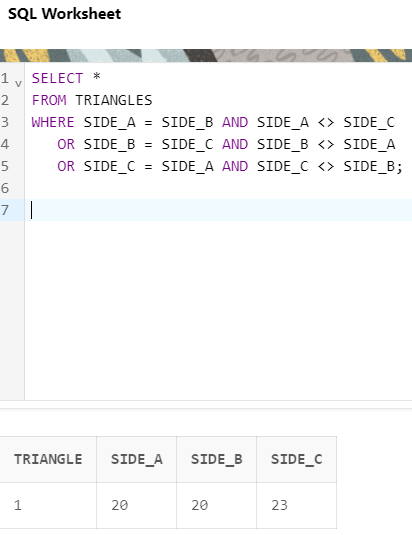 SQL Worksheet
1 SELECT *
2 FROM TRIANGLES
3 WHERE SIDE_A = SIDE_B AND SIDE_A <> SIDE_C
4 OR SIDE_B = SIDE_C AND SIDE_B <> SIDE_A
5 OR SIDE_C = SIDE_A AND SIDE_C <> SIDE_B;
6
7
TRIANGLE SIDE_A SIDE_B SIDE_C
1 20 20 23